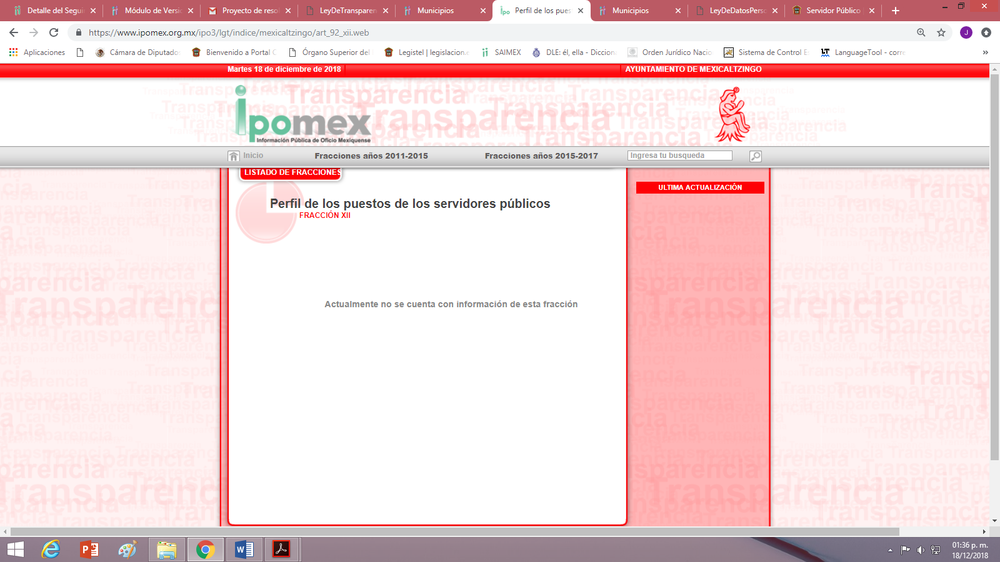 Detalle del Segui
Módulo de Versio
Proyecto de resol
LeyDeTransparen
Municipios
Perfil de los pues
Municipios
LeyDeDatosPerso
Servidor Público
https://www.ipomex.org.mx/ipo3/lgt/indice/mexicaltzingo/art_92_xii.web
J
Aplicaciones
Cámara de Diputado
Bienvenido a Portal C
Órgano Superior del
Legistel | legislacion.e
SAIMEX
DLE: él, ella - Diccion
Orden Jurídico Nacio
Sistema de Control E
LanguageTool - corre
»
Martes 18 de diciembre de 2018
AYUNTAMIENTO DE MEXICALTZINGO
ipomex
Información Pública de Oficio Mexiquense
Transparencia
Inicio
Fracciones años 2011-2015
Fracciones años 2015-2017
Ingresa tu busqueda
LISTADO DE FRACCIONES
ULTIMA ACTUALIZACIÓN
Perfil de los puestos de los servidores públicos
FRACCIÓN XII
Actualmente no se cuenta con información de esta fracción
01:36 p. m.
18/12/2018